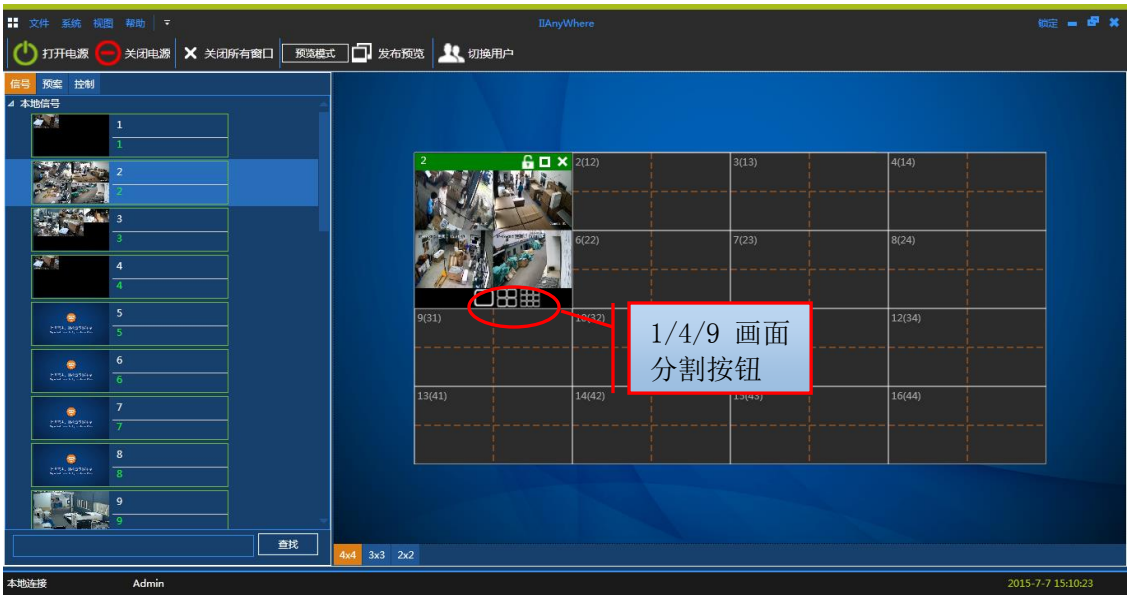 文件 系统 视图 帮助
IIAnyWhere
锁定
打开电源 关闭电源 关闭所有窗口 预览模式 发布预览 切换用户
信号 预案 控制
本地信号
1
1
2
2
3
3
4
4
5
5
6
6
7
7
8
8
9
9
查找
2 2(12) 3(13) 4(14)
6(22) 7(23) 8(24)
9(31) 10(32) 12(34)
1/4/9 画面
分割按钮
13(41) 14(42) 15(43) 16(44)
4x4 3x3 2x2
本地连接 Admin 2015-7-7 15:10:23